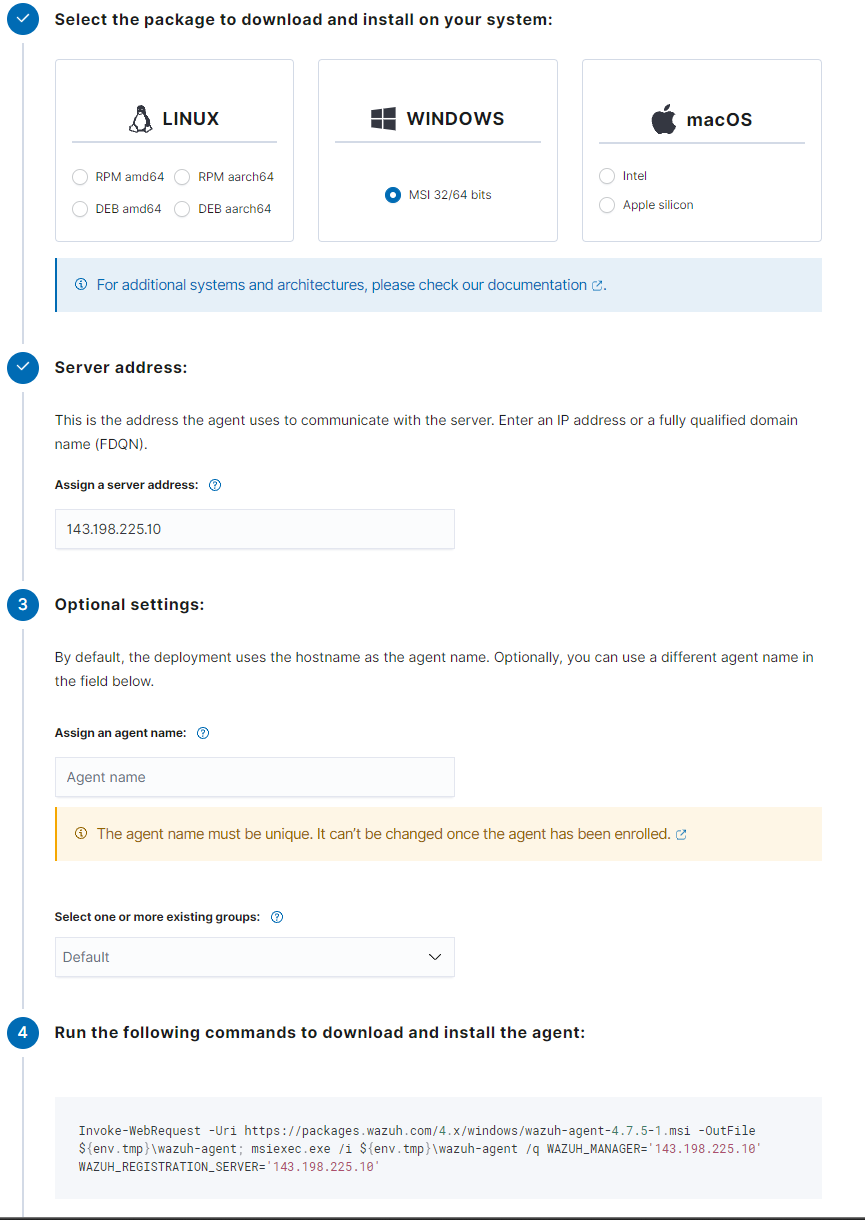 Select the package to download and install on your system:
LINUX
RPM amd64 RPM aarch64
DEB amd64 DEB aarch64
WINDOWS
MSI 32/64 bits
macOS
Intel
Apple silicon
For additional systems and architectures, please check our documentation.
Server address:
This is the address the agent uses to communicate with the server. Enter an IP address or a fully qualified domain
name (FDQN).
Assign a server address:
143.198.225.10
3 Optional settings:
By default, the deployment uses the hostname as the agent name. Optionally, you can use a different agent name in
the field below.
Assign an agent name:
Agent name
The agent name must be unique. It can’t be changed once the agent has been enrolled.
Select one or more existing groups:
Default
4 Run the following commands to download and install the agent:
Invoke-WebRequest -Uri https://packages.wazuh.com/4.x/windows/wazuh-agent-4.7.5-1.msi -OutFile
${env.tmp}\wazuh-agent; msiexec.exe /i ${env.tmp}\wazuh-agent /q WAZUH_MANAGER='143.198.225.10'
WAZUH_REGISTRATION_SERVER='143.198.225.10'